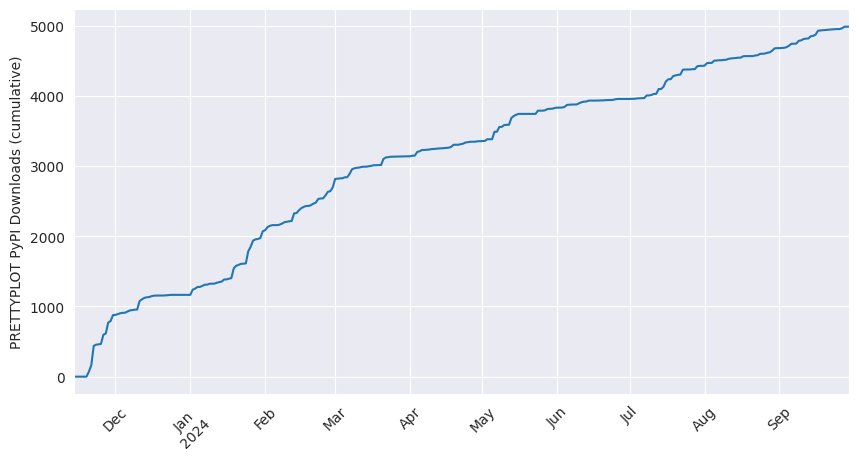 PRETTYPLOT PyPI Downloads (cumulative)
5000
4000
3000
2000
1000
0
Dec
Jan
2024
Feb
Mar
Apr
May
Jun
Jul
Aug
Sep